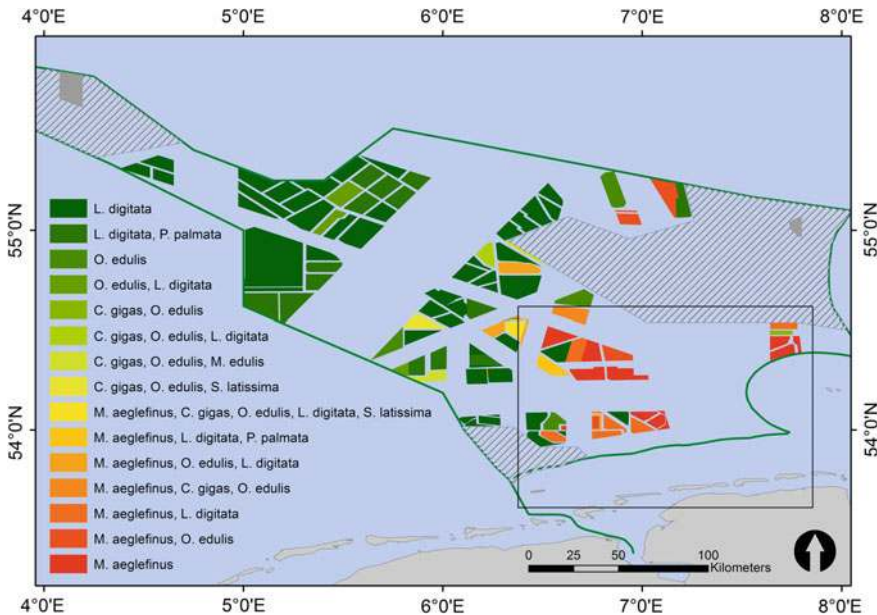 4°0'E 5°0'E 6°0'E 7°0'E 8°0'E
55°0'N 55°0'N
L. digitata
L. digitata, P. palmata
O. edulis
O. edulis, L. digitata
C. gigas, O. edulis
C. gigas, O. edulis, L. digitata
C. gigas, O. edulis, M. edulis
C. gigas, O. edulis, S. latissima
M. aeglefinus, C. gigas, O. edulis, L. digitata, S. latissima
M. aeglefinus, L. digitata, P. palmata
M. aeglefinus, O. edulis, L. digitata
M. aeglefinus, C. gigas, O. edulis
M. aeglefinus, L. digitata
M. aeglefinus, O. edulis
M. aeglefinus
54°0'N 54°0'N
0 25 50 100
Kilometers
4°0'E 5°0'E 6°0'E 7°0'E 8°0'E